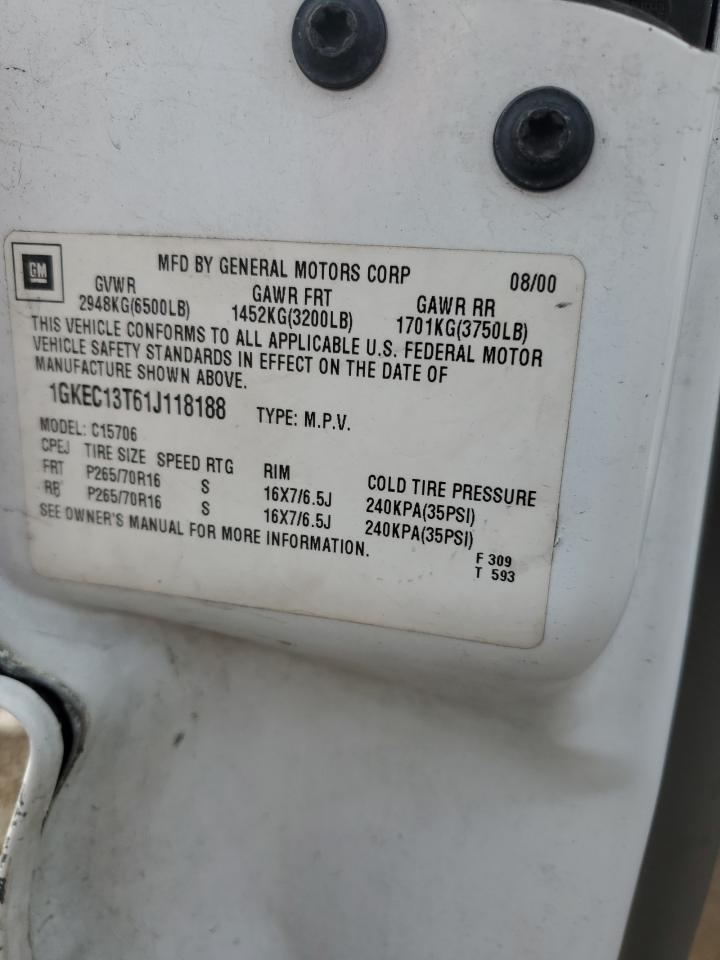 GM
MFD BY GENERAL MOTORS CORP 08/00
GVWR GAWR FRT GAWR RR
2948KG(6500LB) 1452KG(3200LB) 1701KG(3750LB)
THIS VEHICLE CONFORMS TO ALL APPLICABLE U.S. FEDERAL MOTOR
VEHICLE SAFETY STANDARDS IN EFFECT ON THE DATE OF
MANUFACTURE SHOWN ABOVE.
1GKEC13T61J118188 TYPE: M.P.V.
MODEL: C15706
CPEJ TIRE SIZE SPEED RTG RIM COLD TIRE PRESSURE
FRT P265/70R16 S 16X7/6.5J 240KPA(35PSI)
RR P265/70R16 S 16X7/6.5J 240KPA(35PSI)
SEE OWNER'S MANUAL FOR MORE INFORMATION.
F 309
T 593